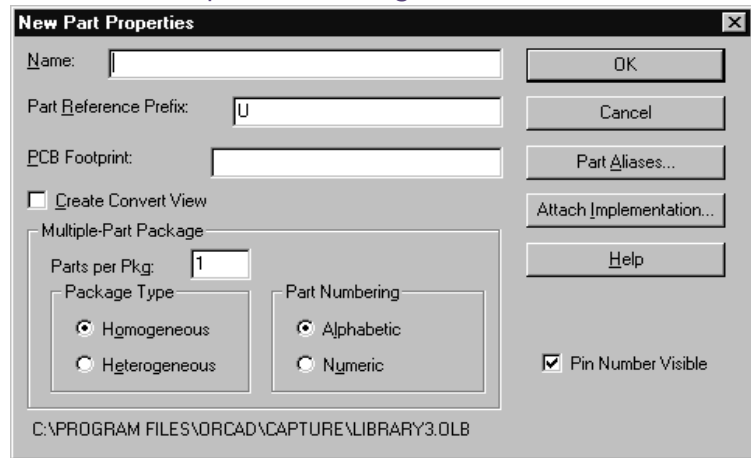 New Part Properties
Name:
OK
Part Reference Prefix: U
Cancel
PCB Footprint:
Part Aliases...
Create Convert View
Attach Implementation...
Multiple-Part Package
Parts per Pkg: 1
Help
Package Type
Part Numbering
Homogeneous
Alphabetic
Heterogeneous
Numeric
Pin Number Visible
C:\PROGRAM FILES\ORCAD\CAPTURE\LIBRARY3.OLB